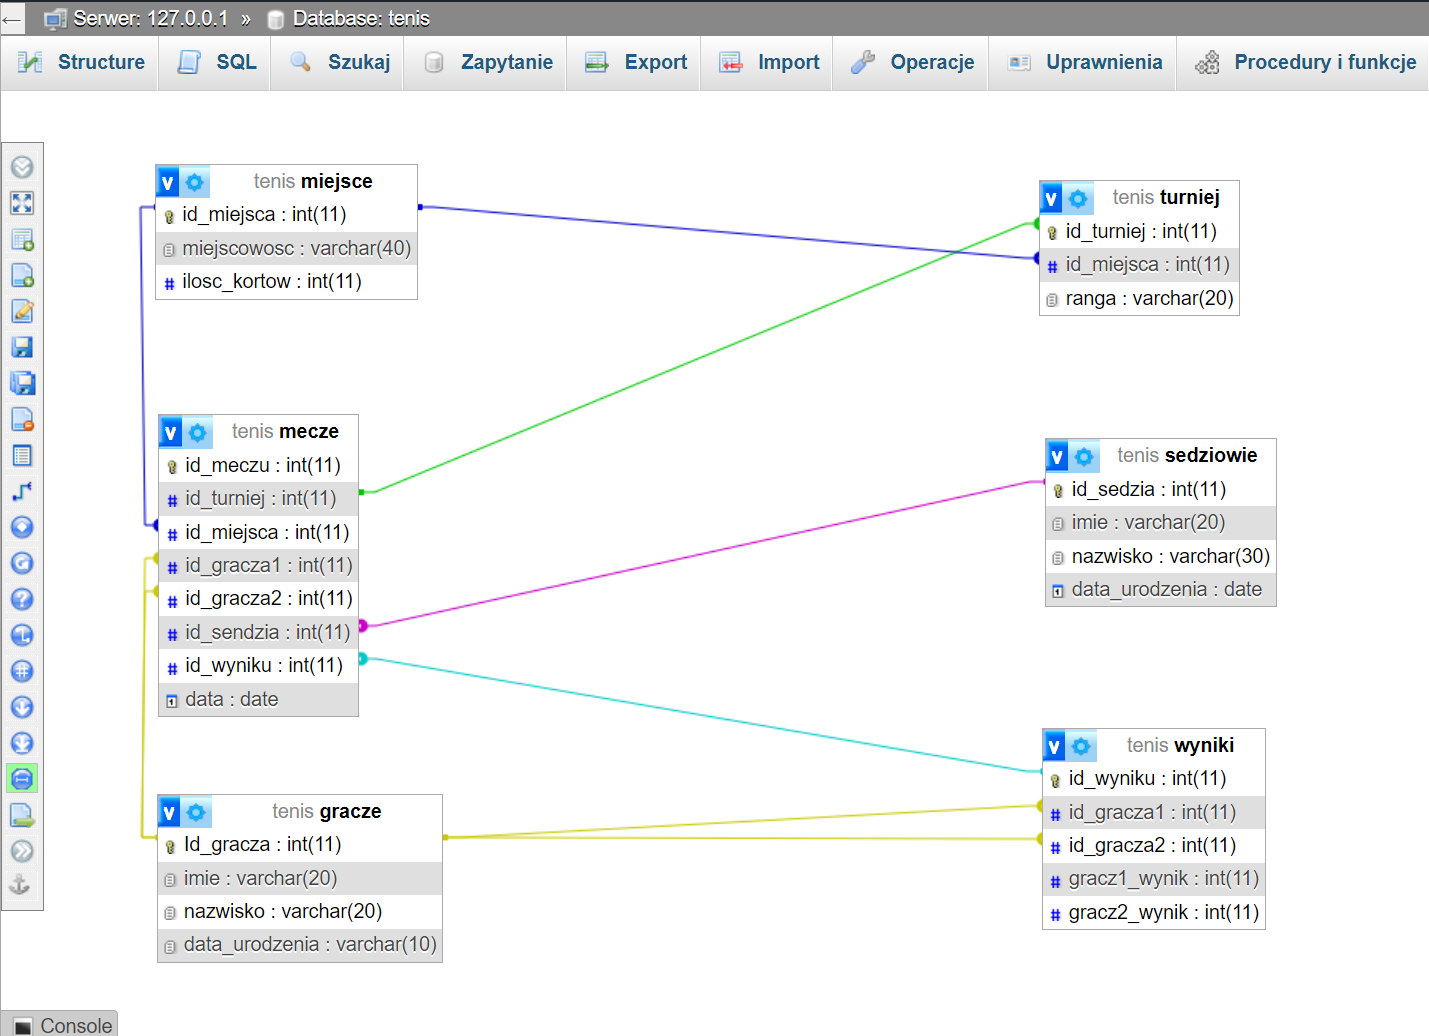 Serwer: 127.0.0.1 » Database: tenis
Structure SQL Szukaj Zapytanie Export Import Operacje Uprawnienia Procedury i funkcje
v tenis miejsce
id_miejsca : int(11)
miejscowosc : varchar(40)
# ilosc_kortow : int(11)
v tenis turniej
id_turniej : int(11)
# id_miejsca : int(11)
ranga : varchar(20)
v tenis mecze
id_meczu : int(11)
# id_turniej : int(11)
# id_miejsca : int(11)
# id_gracza1 : int(11)
# id_gracza2 : int(11)
# id_sendzia : int(11)
# id_wyniku : int(11)
data : date
v tenis sedziowie
id_sedzia : int(11)
imie : varchar(20)
nazwisko : varchar(30)
data_urodzenia : date
v tenis gracze
Id_gracza : int(11)
imie : varchar(20)
nazwisko : varchar(20)
data_urodzenia : varchar(10)
v tenis wyniki
id_wyniku : int(11)
# id_gracza1 : int(11)
# id_gracza2 : int(11)
# gracz1_wynik : int(11)
# gracz2_wynik : int(11)
Console